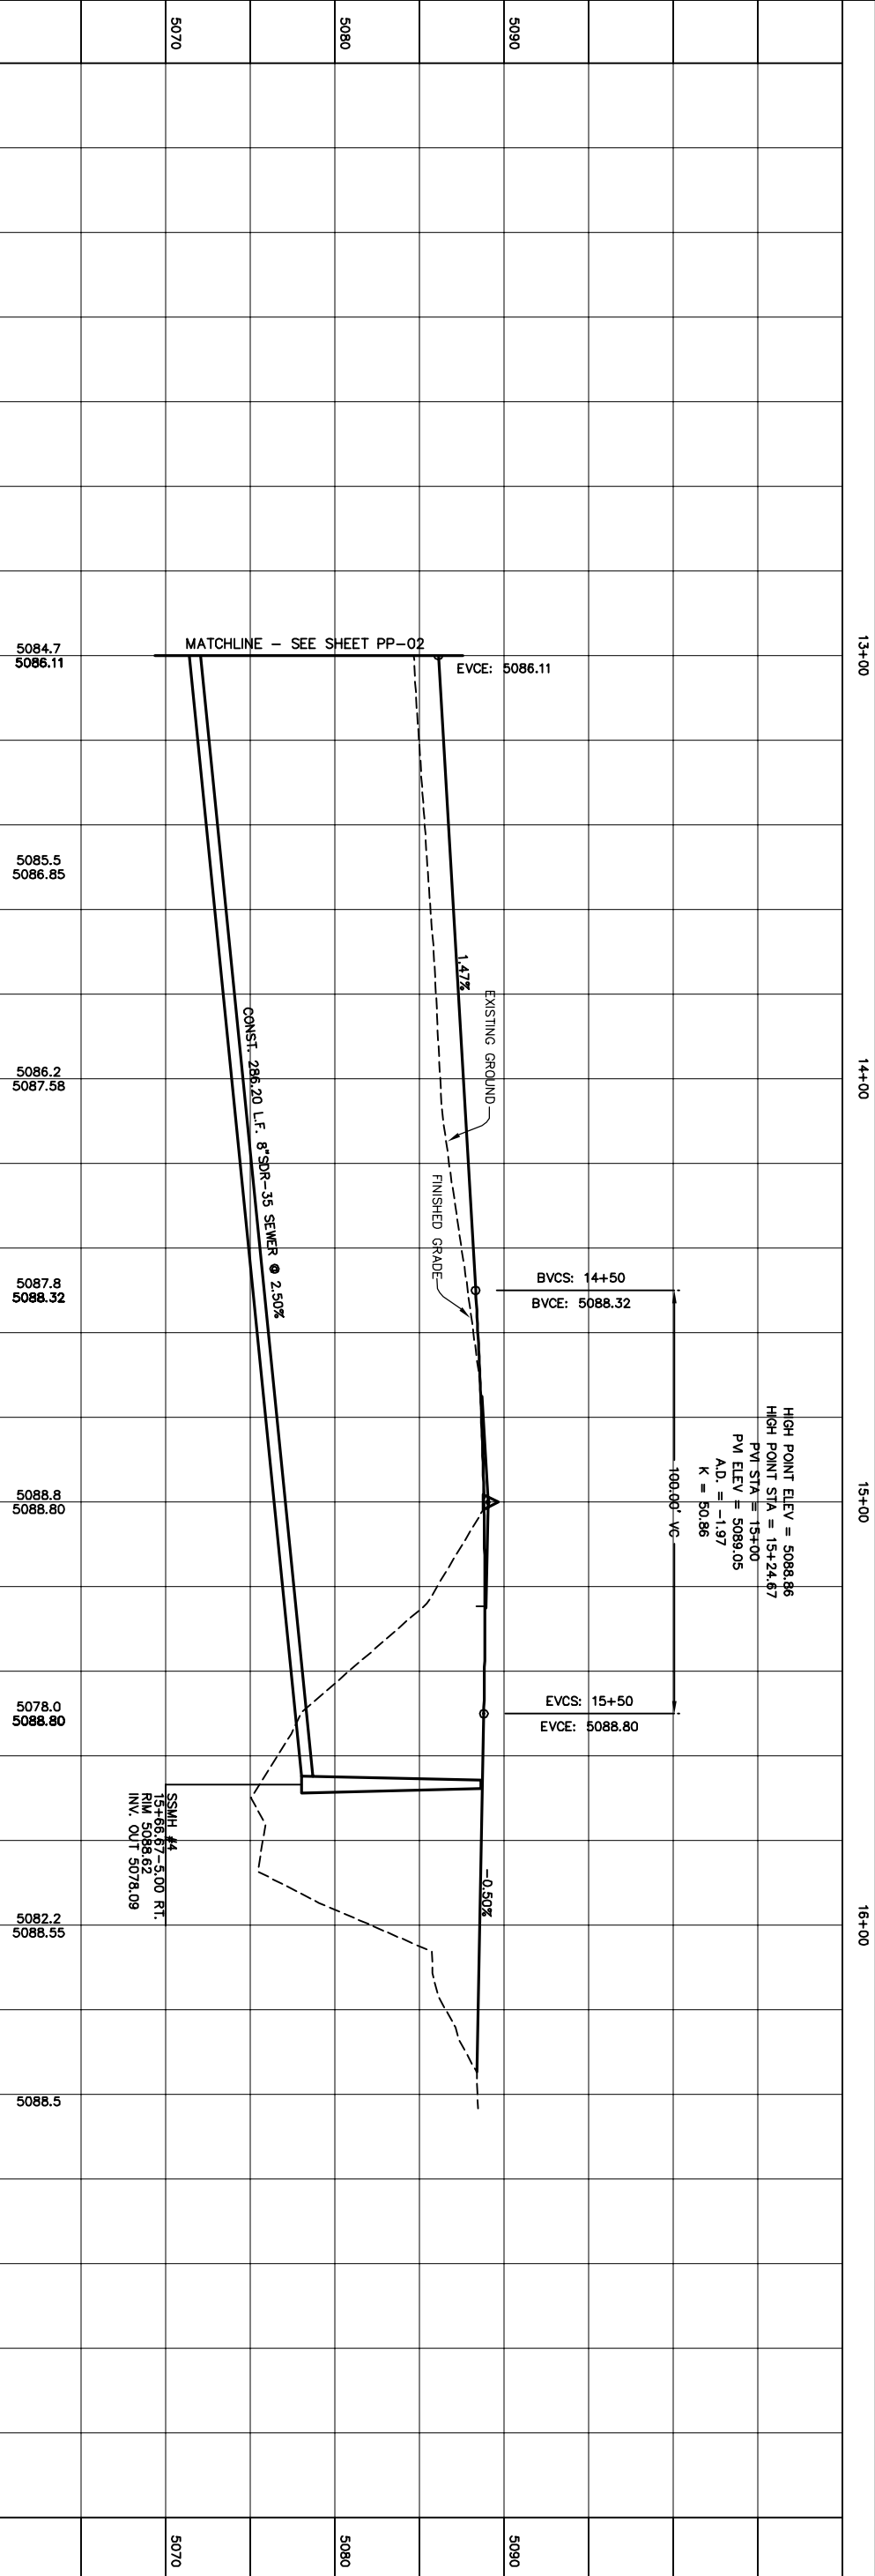 5070
5080
5090
13+00
14+00
15+00
16+00
HIGH POINT ELEV = 5088.86
HIGH POINT STA = 15+24.67
PVI STA = 15+00
PVI ELEV = 5089.05
A.D. = -1.97
K = 50.86
100.00' VC
BVCS: 14+50
BVCE: 5088.32
EVCS: 15+50
EVCE: 5088.80
MATCHLINE - SEE SHEET PP-02
EVCE: 5086.11
1.47%
EXISTING GROUND
FINISHED GRADE
-0.50%
CONST. 286.20 L.F. 8"SDR-35 SEWER @ 2.50%
SSMH #4
15+66.67-5.00 RT.
RIM 5088.62
INV. OUT 5078.09
5084.7
5086.11
5085.5
5086.85
5086.2
5087.58
5087.8
5088.32
5088.8
5088.80
5078.0
5088.80
5082.2
5088.55
5088.5
5070
5080
5090